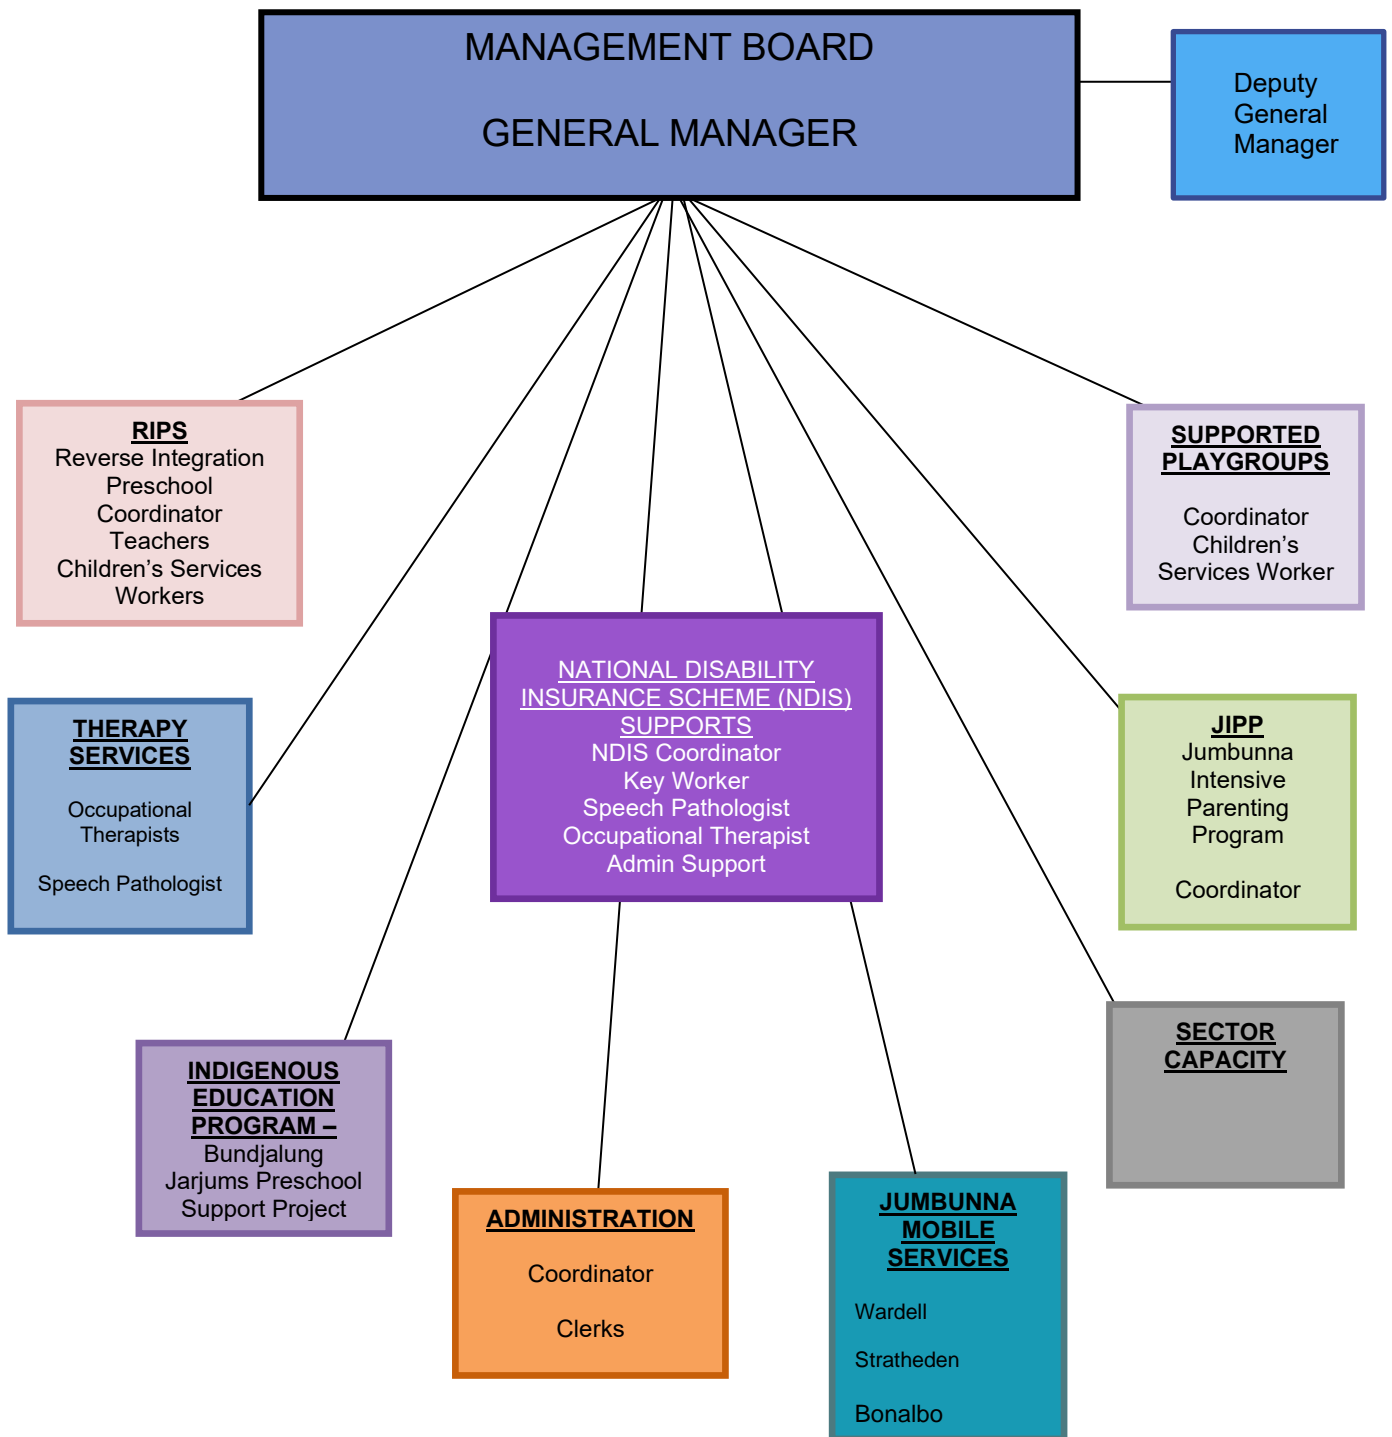 MANAGEMENT BOARD
GENERAL MANAGER
Deputy
General
Manager
RIPS
Reverse Integration
Preschool
Coordinator
Teachers
Children’s Services
Workers
SUPPORTED
PLAYGROUPS
Coordinator
Children’s
Services Worker
NATIONAL DISABILITY
INSURANCE SCHEME (NDIS)
SUPPORTS
NDIS Coordinator
Key Worker
Speech Pathologist
Occupational Therapist
Admin Support
THERAPY
SERVICES
Occupational
Therapists
Speech Pathologist
JIPP
Jumbunna
Intensive
Parenting
Program
Coordinator
SECTOR
CAPACITY
INDIGENOUS
EDUCATION
PROGRAM –
Bundjalung
Jarjums Preschool
Support Project
ADMINISTRATION
Coordinator
Clerks
JUMBUNNA
MOBILE
SERVICES
Wardell
Stratheden
Bonalbo